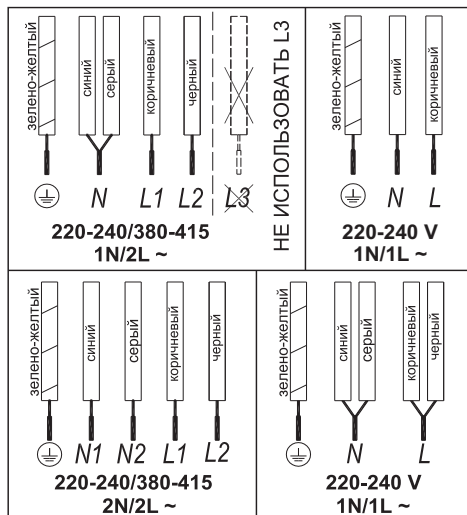 зелено-желтый
синий
серый
коричневый
черный
НЕ ИСПОЛЬЗОВАТЬ L3
N L1 L2 L3
220-240/380-415
1N/2L ~
зелено-желтый
синий
коричневый
N L
220-240 V
1N/1L ~
зелено-желтый
синий
серый
коричневый
черный
N1 N2 L1 L2
220-240/380-415
2N/2L ~
зелено-желтый
синий
серый
коричневый
черный
N L
220-240 V
1N/1L ~